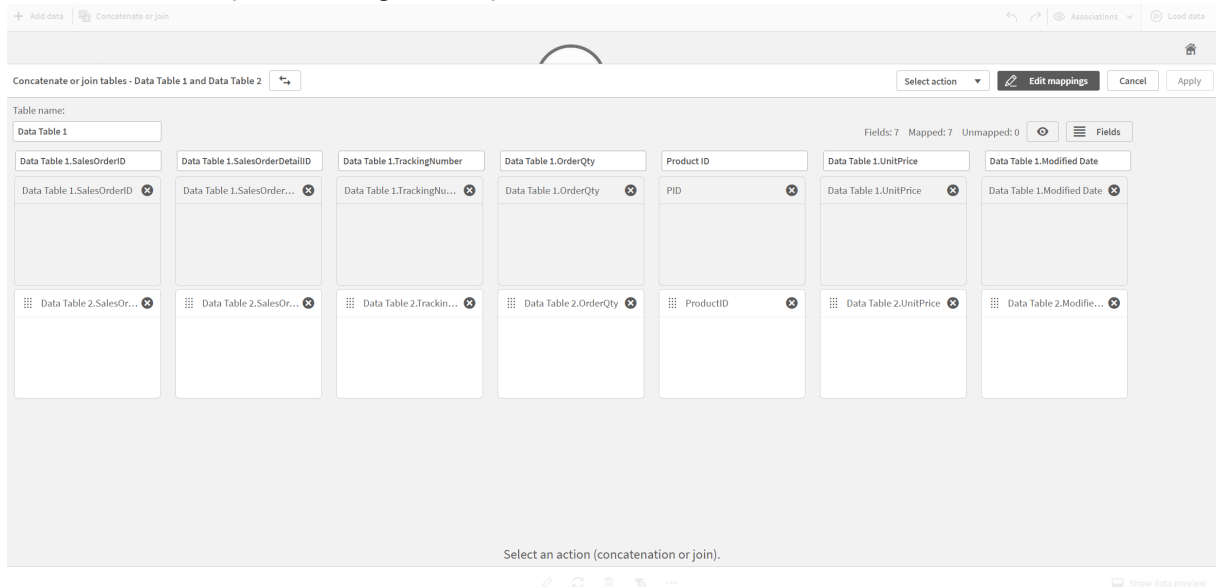 Add data Concatenate or join Associations Load data
Concatenate or join tables - Data Table 1 and Data Table 2 Select action Edit mappings Cancel Apply
Table name:
Data Table 1 Fields: 7 Mapped: 7 Unmapped: 0 Fields
Data Table 1.SalesOrderID Data Table 1.SalesOrderDetailID Data Table 1.TrackingNumber Data Table 1.OrderQty Product ID Data Table 1.UnitPrice Data Table 1.Modified Date
Data Table 1.SalesOrderID Data Table 1.SalesOrder... Data Table 1.TrackingNu... Data Table 1.OrderQty PID Data Table 1.UnitPrice Data Table 1.Modified Date
Data Table 2.SalesOr... Data Table 2.SalesOr... Data Table 2.Trackin... Data Table 2.OrderQty ProductID Data Table 2.UnitPrice Data Table 2.Modifie...
Select an action (concatenation or join).
Show data preview